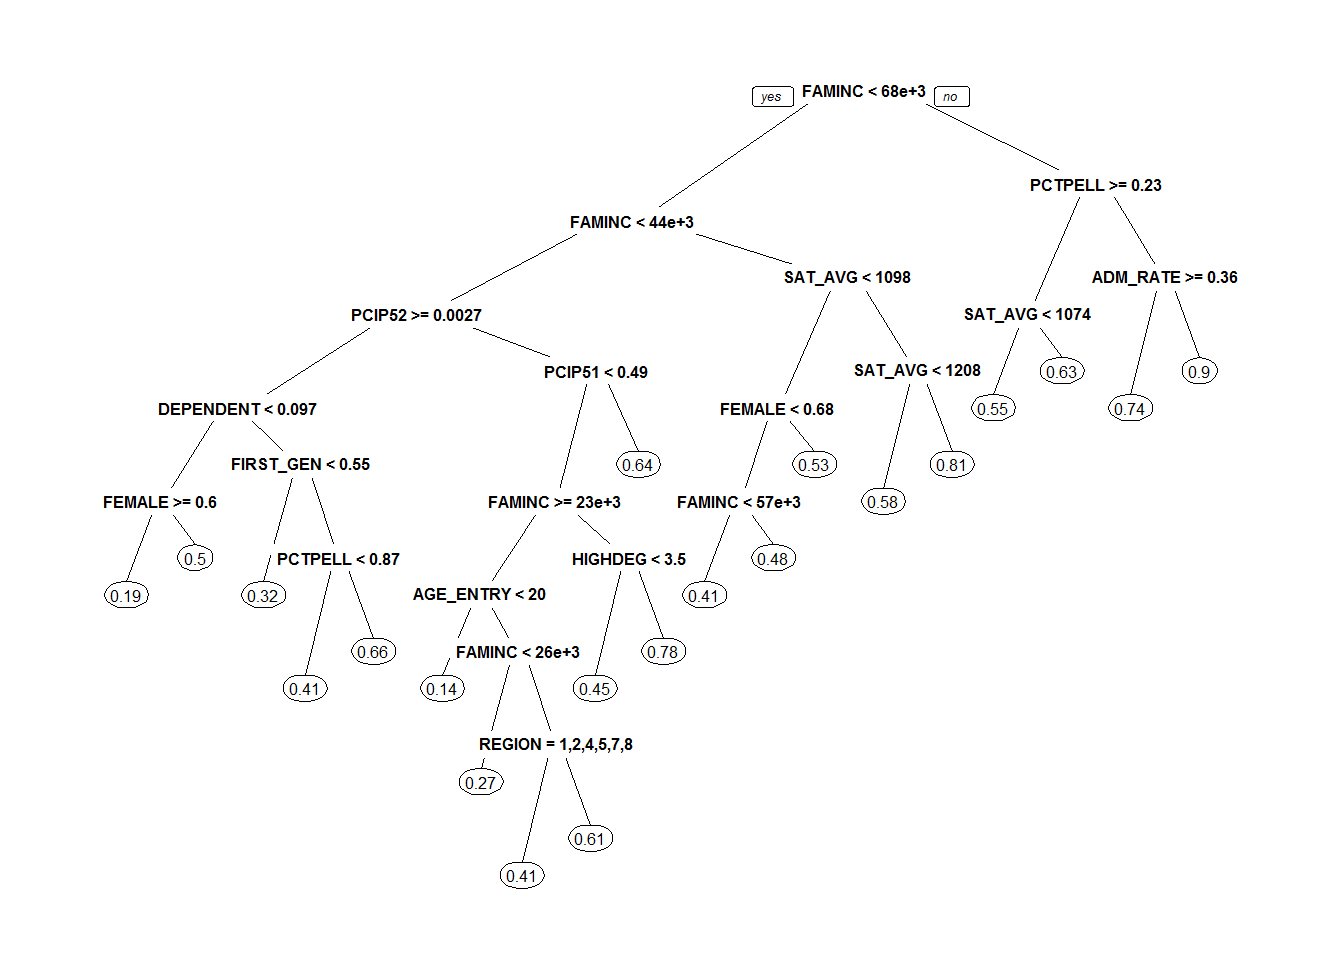 yes FAMINC < 68e+3 no
PCTPELL >= 0.23
FAMINC < 44e+3
SAT_AVG < 1098
ADM_RATE >= 0.36
PCIP52 >= 0.0027
SAT_AVG < 1074
PCIP51 < 0.49
SAT_AVG < 1208
0.63
0.9
DEPENDENT < 0.097
FEMALE < 0.68
0.55
0.74
FIRST_GEN < 0.55
0.64
0.53
0.81
FEMALE >= 0.6
FAMINC >= 23e+3
FAMINC < 57e+3
0.58
0.5
PCTPELL < 0.87
HIGHDEG < 3.5
0.48
0.19
0.32
AGE_ENTRY < 20
0.41
0.66
FAMINC < 26e+3
0.78
0.41
0.14
0.45
REGION = 1,2,4,5,7,8
0.27
0.61
0.41